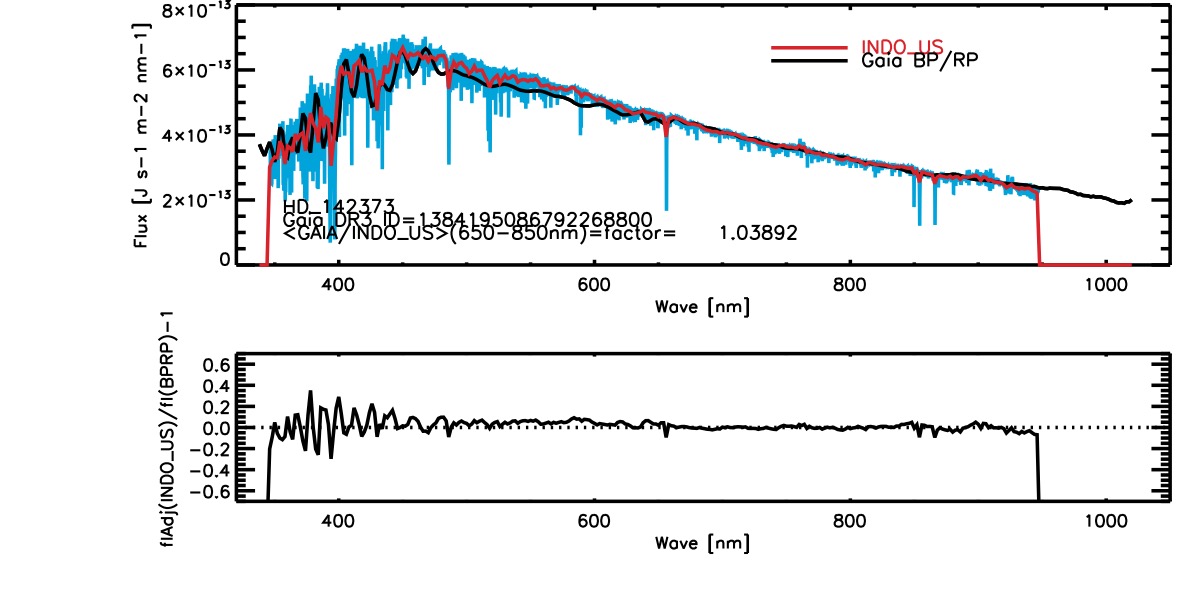 8×10−13
6×10−13
4×10−13
2×10−13
0
Flux [J s−1 m−2 nm−1]
INDO_US
Gaia BP/RP
HD_142373
Gaia DR3 ID=1384195086792268800
<GAIA/INDO_US>(650−850nm)=factor= 1.03892
400 600 800 1000
Wave [nm]
flAdj(INDO_US)/fl(BPRP)−1
0.6
0.4
0.2
0.0
−0.2
−0.4
−0.6
400 600 800 1000
Wave [nm]